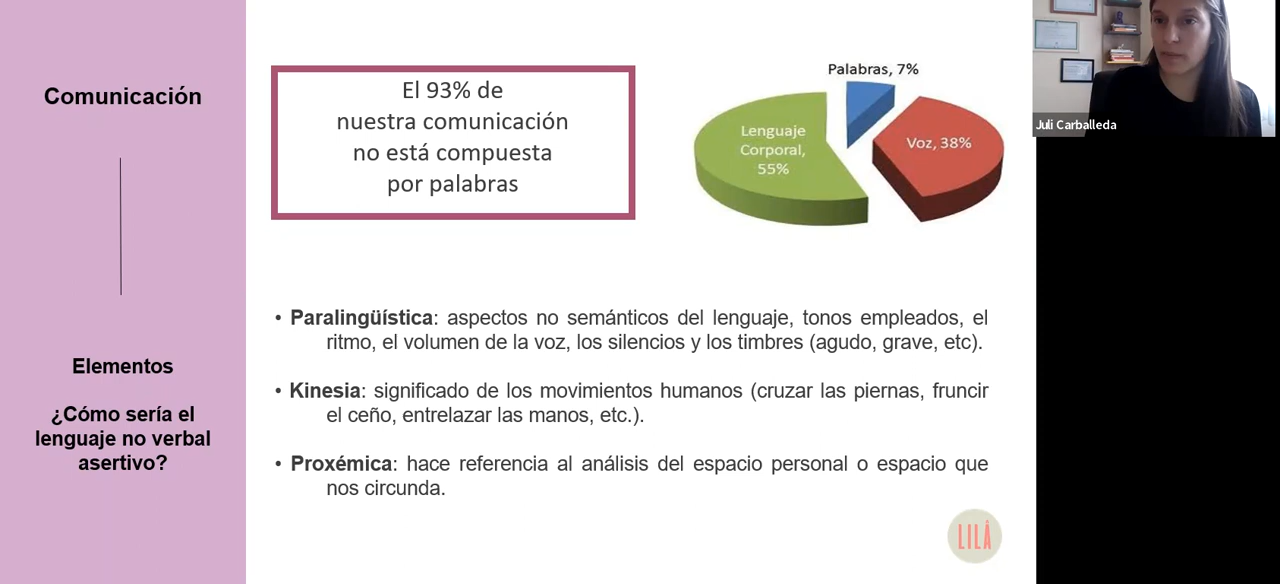 Comunicación
Elementos
¿Cómo sería el
lenguaje no verbal
asertivo?
El 93% de
nuestra comunicación
no está compuesta
por palabras
Palabras, 7%
Lenguaje
Corporal,
55%
Voz, 38%
• Paralingüística: aspectos no semánticos del lenguaje, tonos empleados, el
ritmo, el volumen de la voz, los silencios y los timbres (agudo, grave, etc).
• Kinesia: significado de los movimientos humanos (cruzar las piernas, fruncir
el ceño, entrelazar las manos, etc.).
• Proxémica: hace referencia al análisis del espacio personal o espacio que
nos circunda.
LILÀ
Juli Carballeda